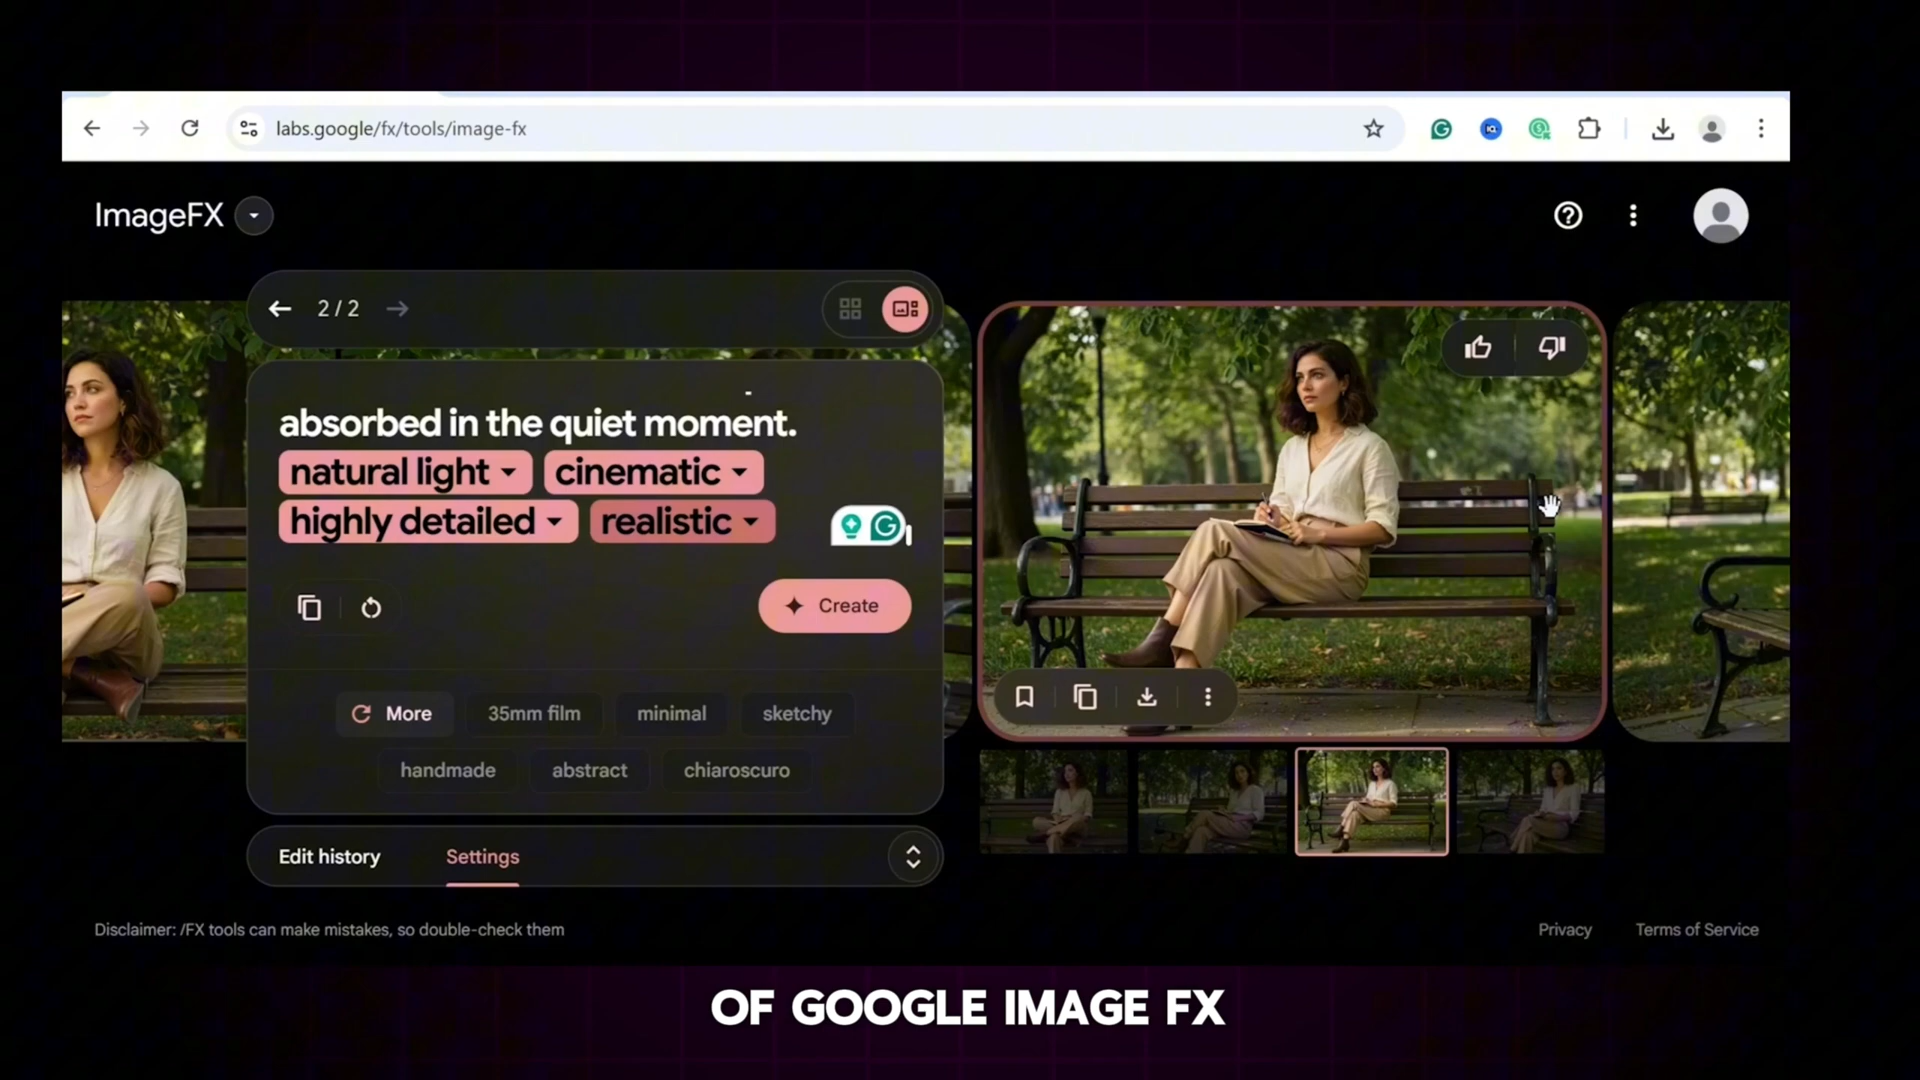 labs.google/fx/tools/image-fx
ImageFX
2 / 2
absorbed in the quiet moment.
natural light cinematic
highly detailed realistic
Create
More 35mm film minimal sketchy
handmade abstract chiaroscuro
Edit history Settings
Disclaimer: /FX tools can make mistakes, so double-check them
Privacy Terms of Service
OF GOOGLE IMAGE FX